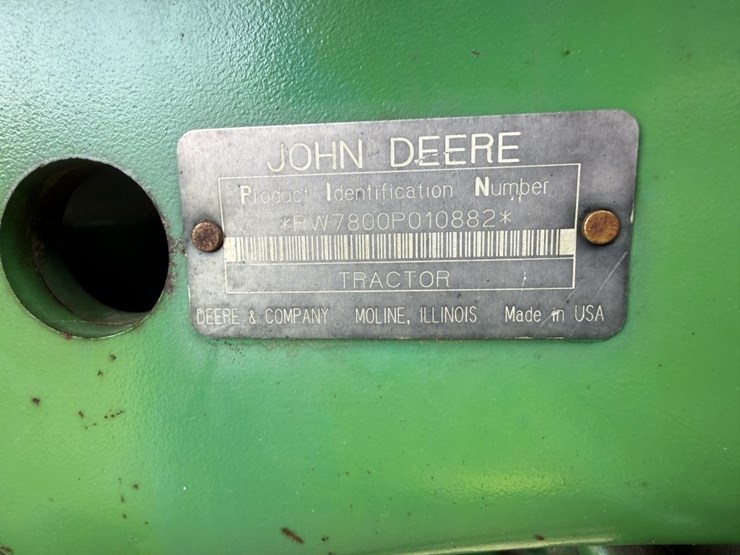 JOHN DEERE
Product Identification Number
*RW7800P010882*
TRACTOR
DEERE & COMPANY MOLINE, ILLINOIS Made in USA